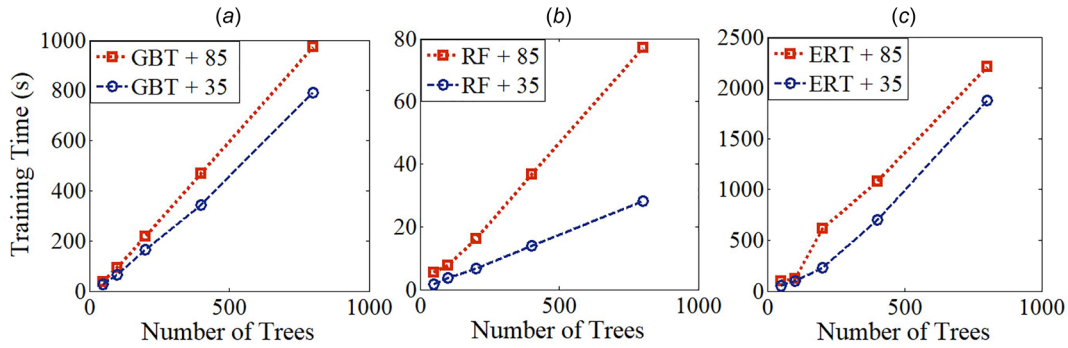 (a)
Training Time (s)
1000
800
600
400
200
0
GBT + 85
GBT + 35
0
500
1000
Number of Trees
(b)
80
60
40
20
0
RF + 85
RF + 35
0
500
1000
Number of Trees
(c)
2500
2000
1500
1000
500
0
ERT + 85
ERT + 35
0
500
1000
Number of Trees